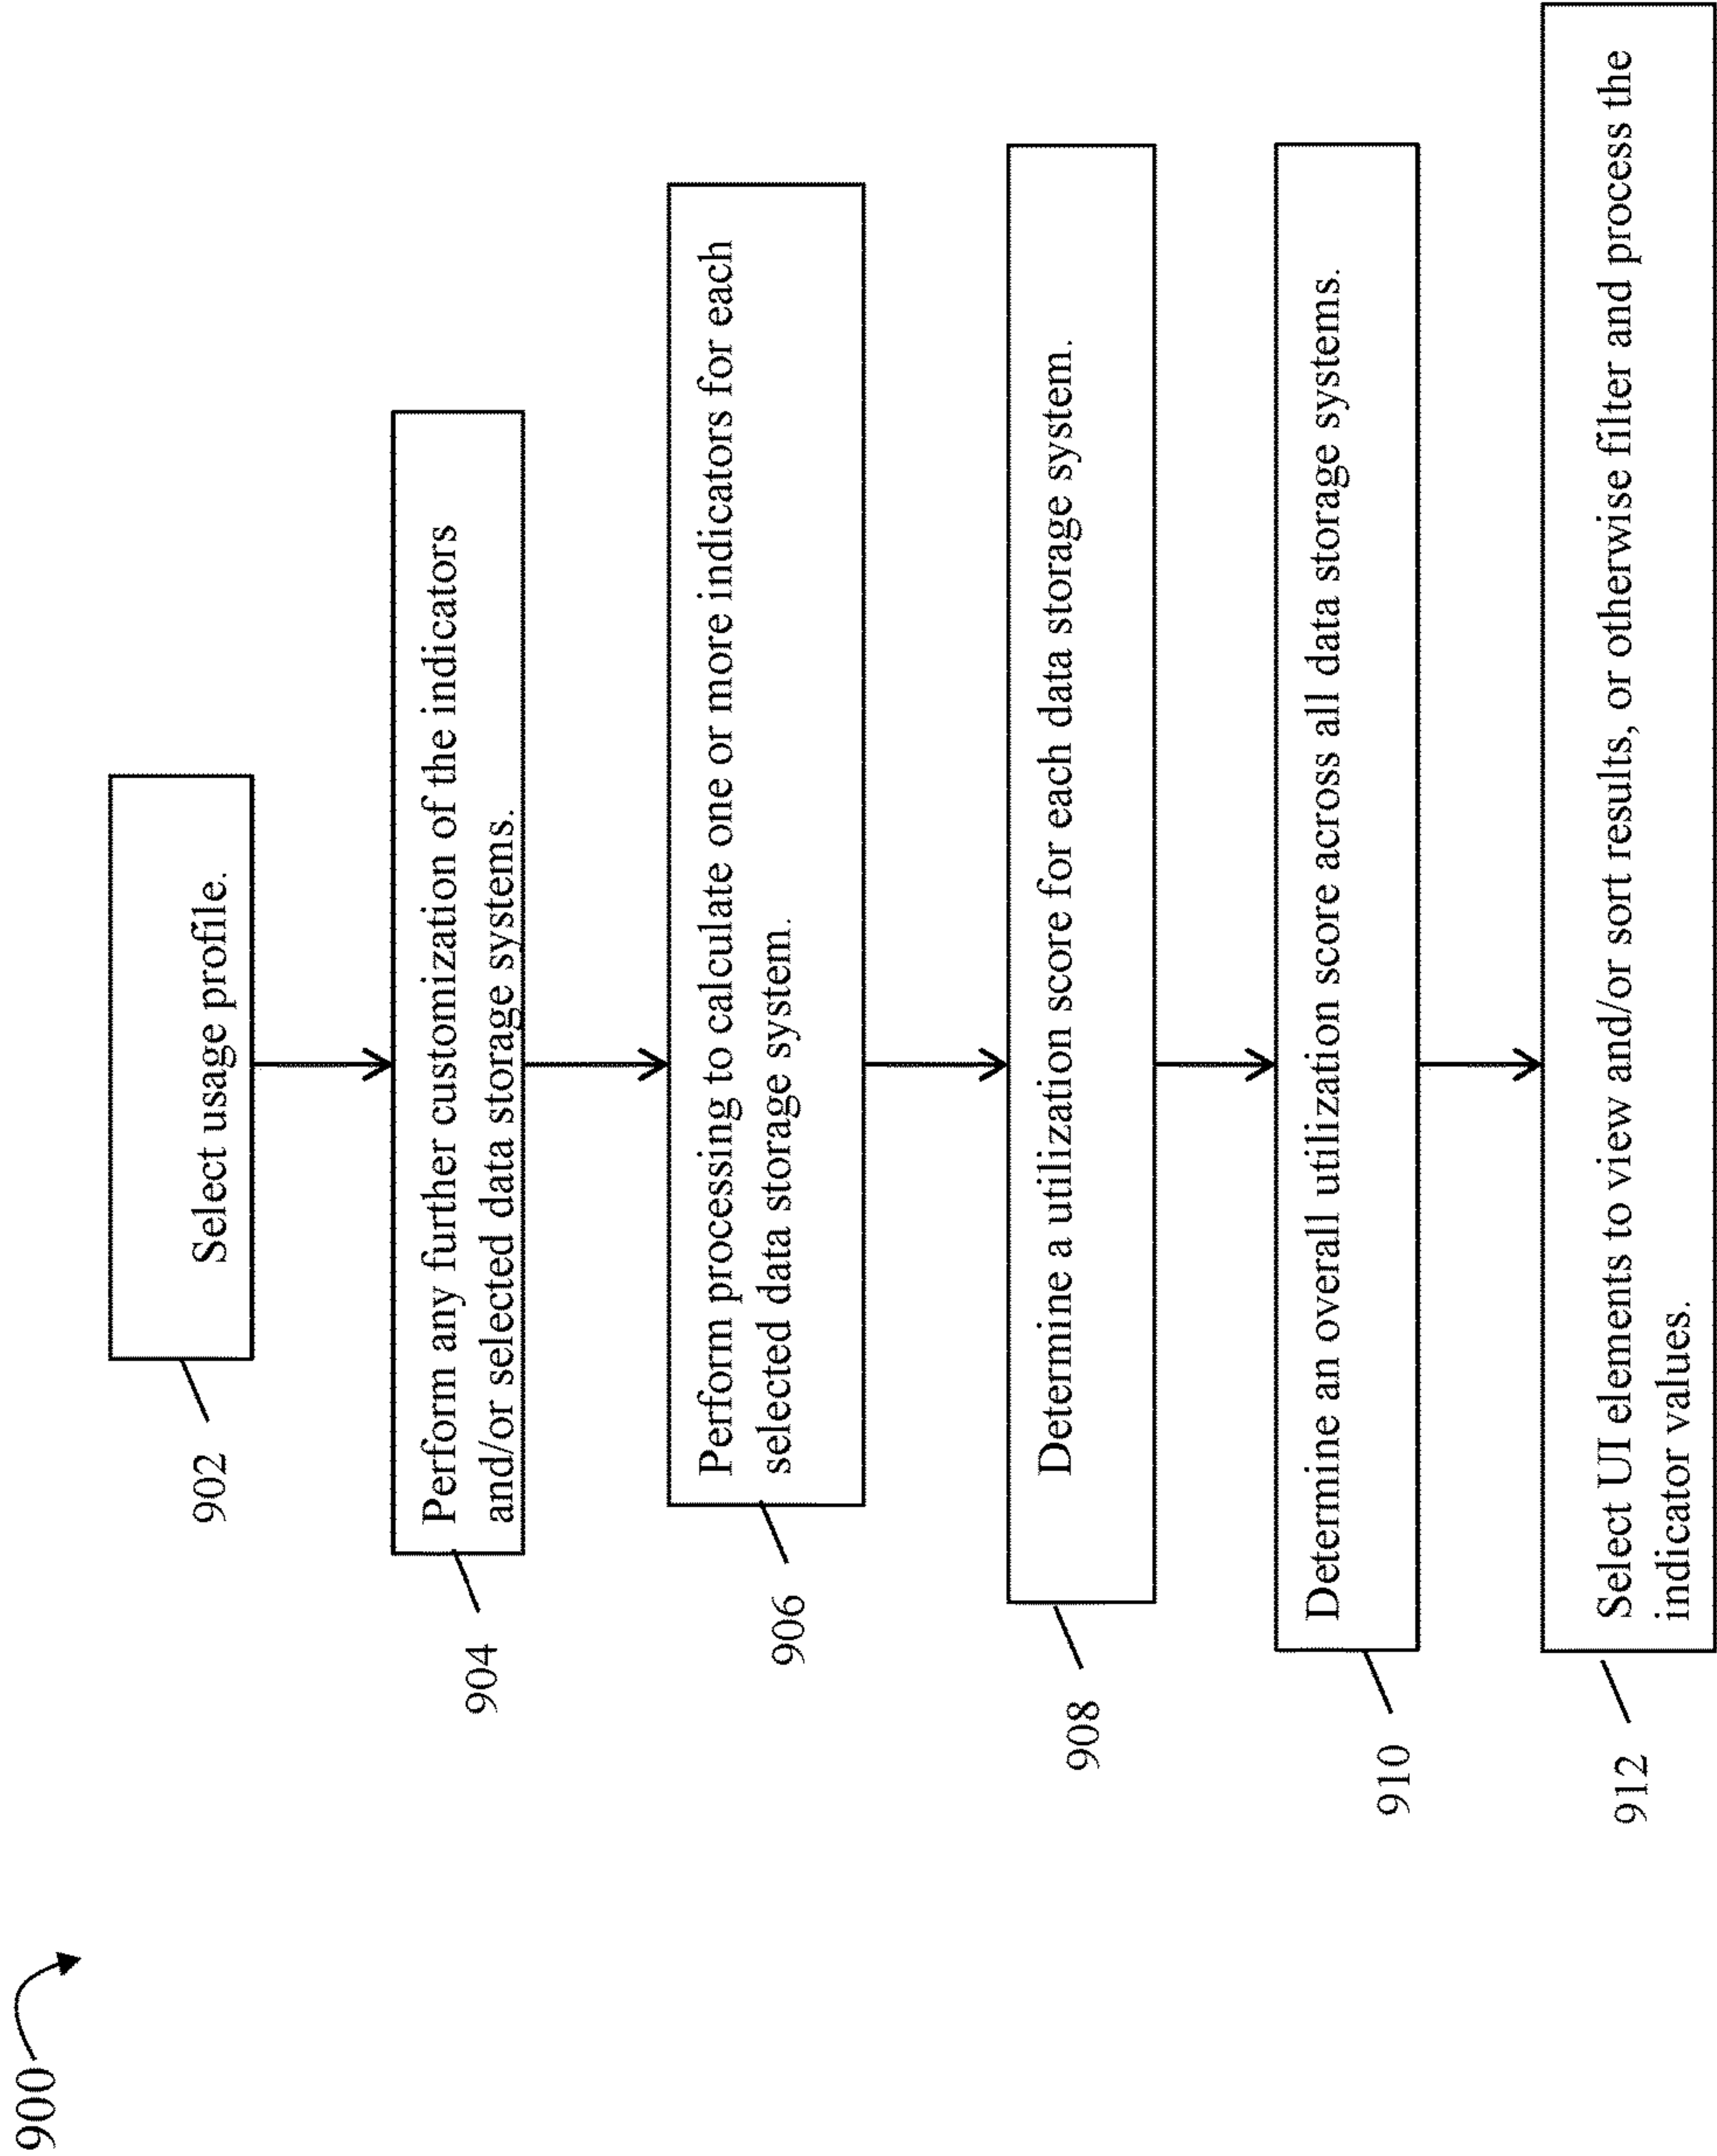 900
902
Select usage profile.
904
Perform any further customization of the indicators
and/or selected data storage systems.
906
Perform processing to calculate one or more indicators for each
selected data storage system.
908
Determine a utilization score for each data storage system.
910
Determine an overall utilization score across all data storage systems.
912
Select UI elements to view and/or sort results, or otherwise filter and process the
indicator values.